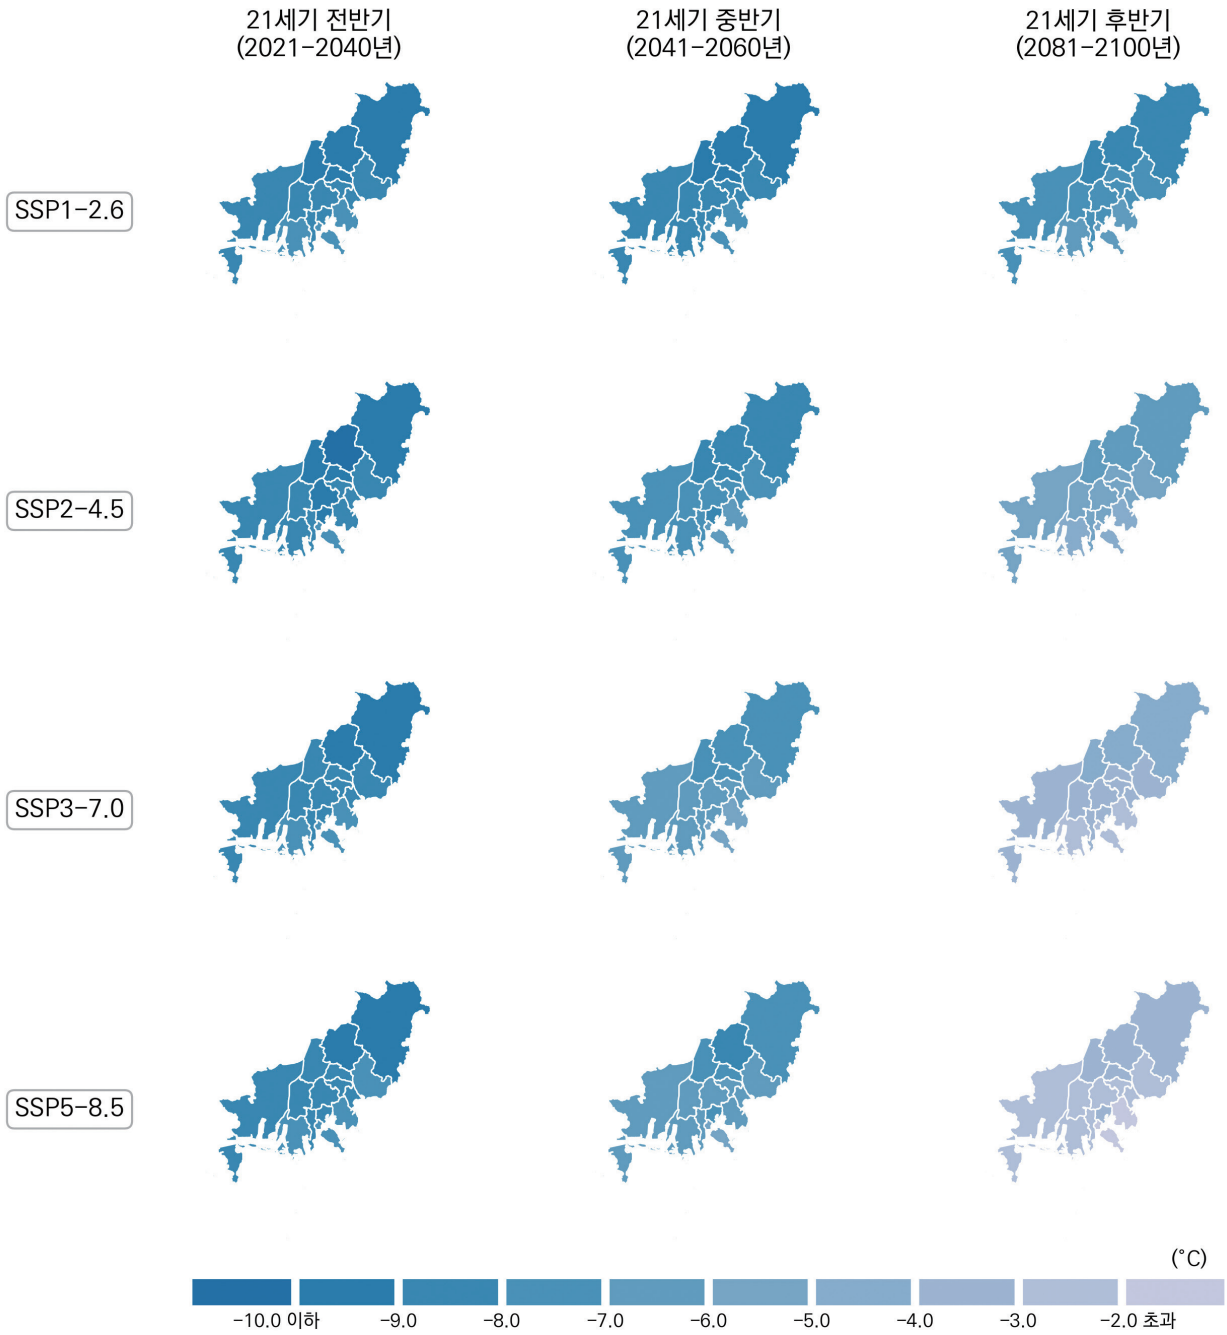 21세기 전반기
(2021-2040년)
21세기 중반기
(2041-2060년)
21세기 후반기
(2081-2100년)
SSP1-2.6
SSP2-4.5
SSP3-7.0
SSP5-8.5
(°C)
-10.0 이하 -9.0 -8.0 -7.0 -6.0 -5.0 -4.0 -3.0 -2.0 초과